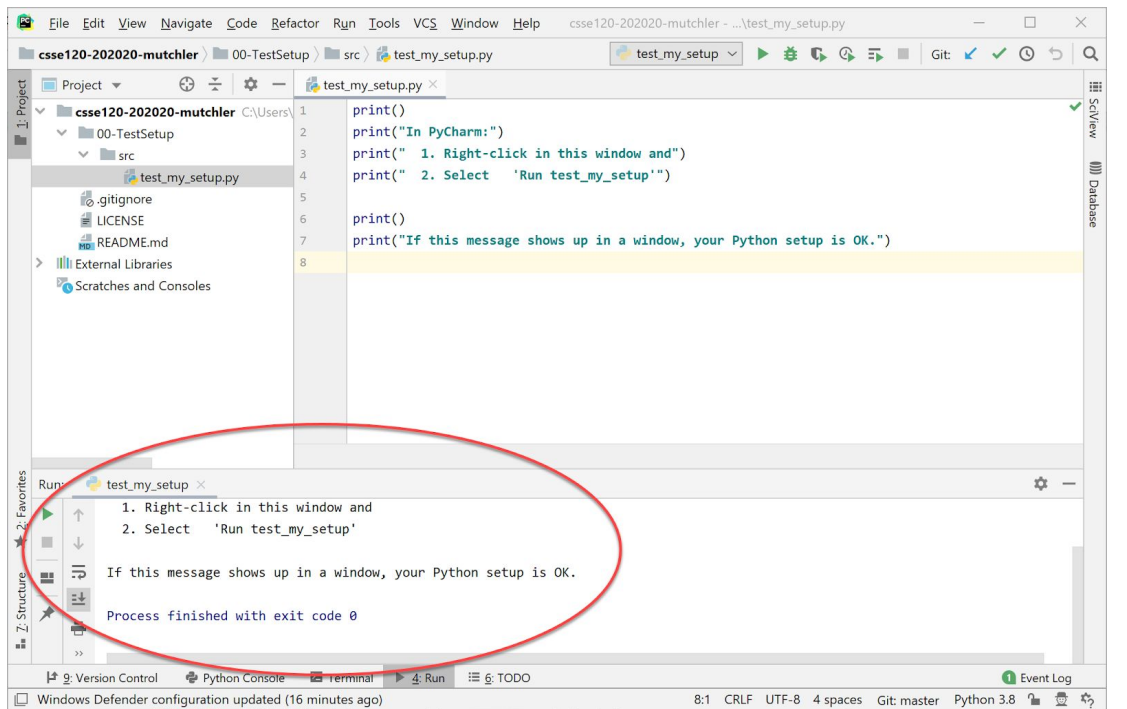 File Edit View Navigate Code Refactor Run Tools VCS Window Help csse120-202020-mutchler - ...\test_my_setup.py
csse120-202020-mutchler 00-TestSetup src test_my_setup.py test_my_setup Git:
1: Project
Project
test_my_setup.py
csse120-202020-mutchler C:\Users\
00-TestSetup
src
test_my_setup.py
.gitignore
LICENSE
README.md
External Libraries
Scratches and Consoles
1 print()
2 print("In PyCharm:")
3 print("  1. Right-click in this window and")
4 print("  2. Select   'Run test_my_setup'")
5
6 print()
7 print("If this message shows up in a window, your Python setup is OK.")
8
SciView
Database
2: Favorites
7: Structure
Run: test_my_setup
1. Right-click in this window and
2. Select   'Run test_my_setup'
If this message shows up in a window, your Python setup is OK.
Process finished with exit code 0
9: Version Control Python Console Terminal 4: Run 6: TODO 1 Event Log
Windows Defender configuration updated (16 minutes ago) 8:1 CRLF UTF-8 4 spaces Git: master Python 3.8